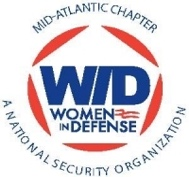 MID-ATLANTIC CHAPTER
WID
WOMEN
IN DEFENSE
A NATIONAL SECURITY ORGANIZATION